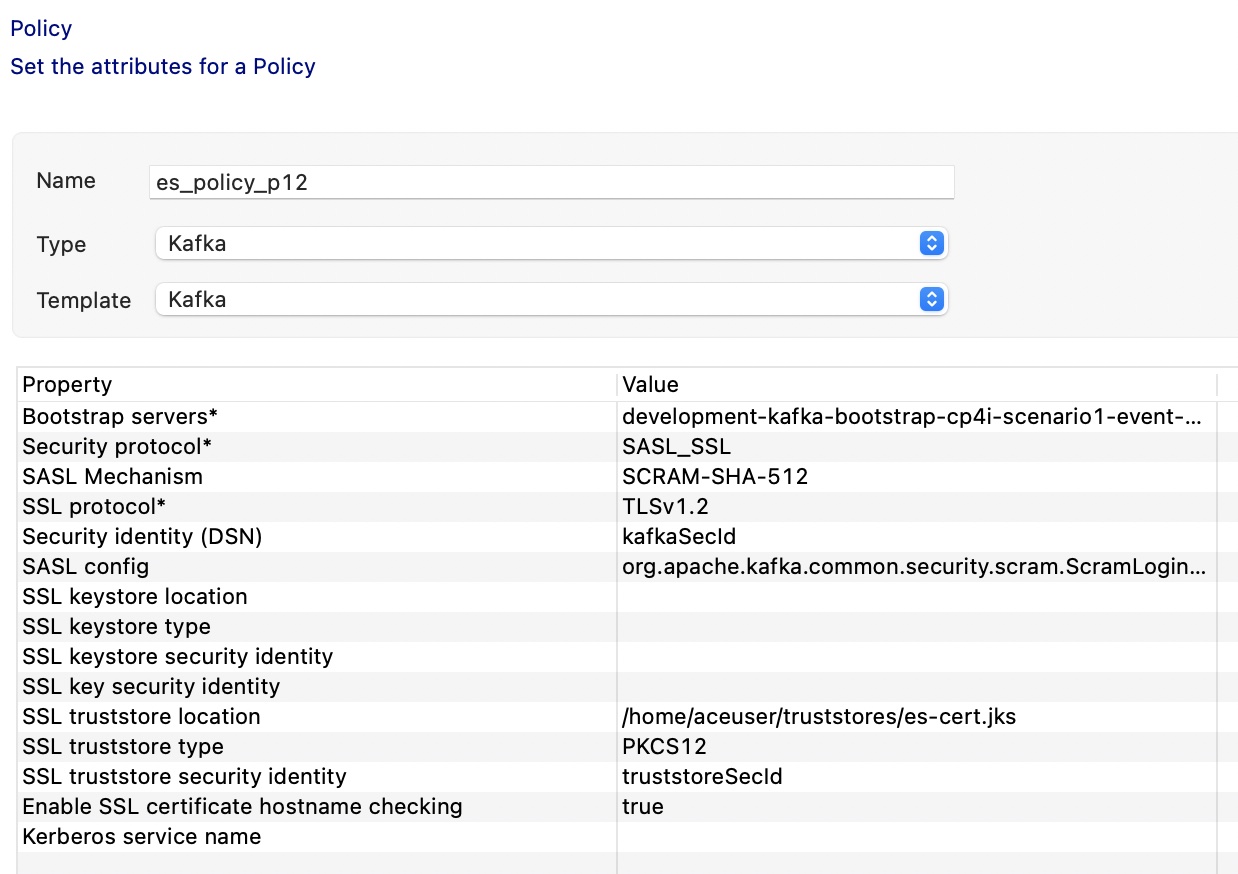 Policy
Set the attributes for a Policy
Name es_policy_p12
Type Kafka
Template Kafka
Property Value
Bootstrap servers* development-kafka-bootstrap-cp4i-scenario1-event-...
Security protocol* SASL_SSL
SASL Mechanism SCRAM-SHA-512
SSL protocol* TLSv1.2
Security identity (DSN) kafkaSecId
SASL config org.apache.kafka.common.security.scram.ScramLogin...
SSL keystore location
SSL keystore type
SSL keystore security identity
SSL key security identity
SSL truststore location /home/aceuser/truststores/es-cert.jks
SSL truststore type PKCS12
SSL truststore security identity truststoreSecId
Enable SSL certificate hostname checking true
Kerberos service name